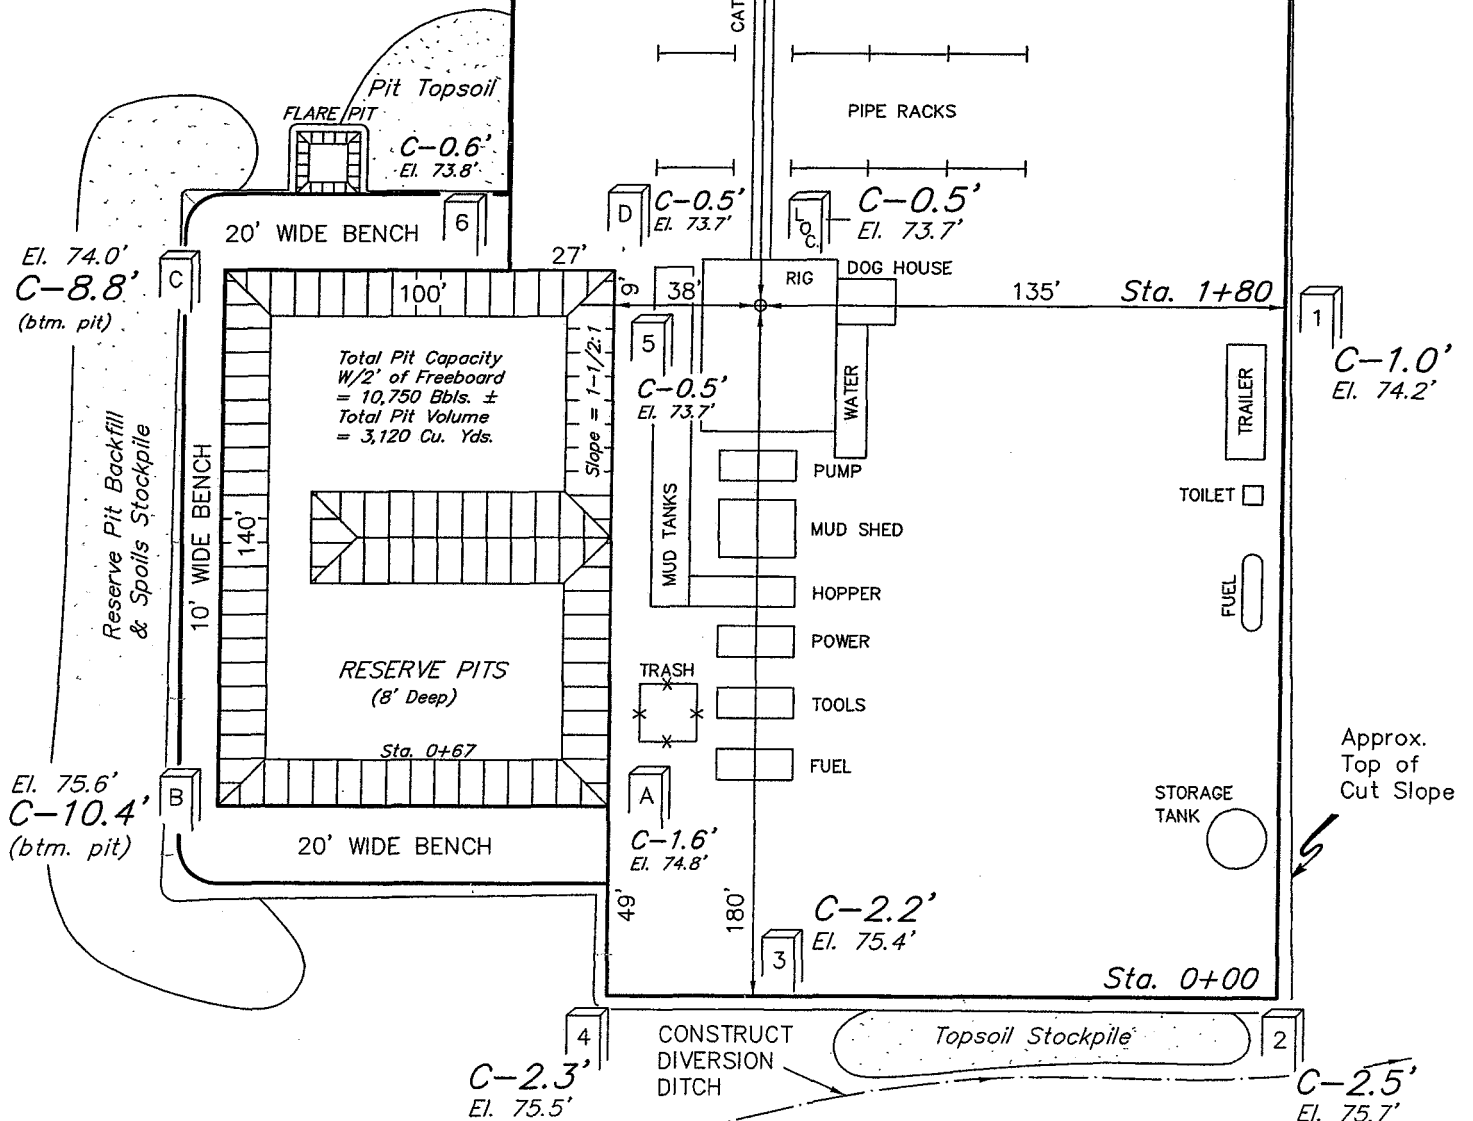 CAT
Pit Topsoil
FLARE PIT
C-0.6'
El. 73.8'
PIPE RACKS
6
20' WIDE BENCH
D
C-0.5'
El. 73.7'
LOC.
C-0.5'
El. 73.7'
El. 74.0'
C-8.8'
(btm. pit)
C
27'
9'
38'
RIG
DOG HOUSE
100'
135'
Sta. 1+80
1
C-1.0'
El. 74.2'
5
C-0.5'
El. 73.7'
Total Pit Capacity
W/2' of Freeboard
= 10,750 Bbls. ±
Total Pit Volume
= 3,120 Cu. Yds.
Slope = 1-1/2:1
WATER
TRAILER
Reserve Pit Backfill
& Spoils Stockpile
10' WIDE BENCH
140'
MUD TANKS
PUMP
TOILET
MUD SHED
FUEL
HOPPER
POWER
RESERVE PITS
(8' Deep)
TRASH
TOOLS
Sta. 0+67
FUEL
Approx.
Top of
Cut Slope
El. 75.6'
C-10.4'
(btm. pit)
B
A
C-1.6'
El. 74.8'
STORAGE
TANK
20' WIDE BENCH
49'
180'
C-2.2'
El. 75.4'
3
Sta. 0+00
4
C-2.3'
El. 75.5'
CONSTRUCT
DIVERSION
DITCH
Topsoil Stockpile
2
C-2.5'
El. 75.7'